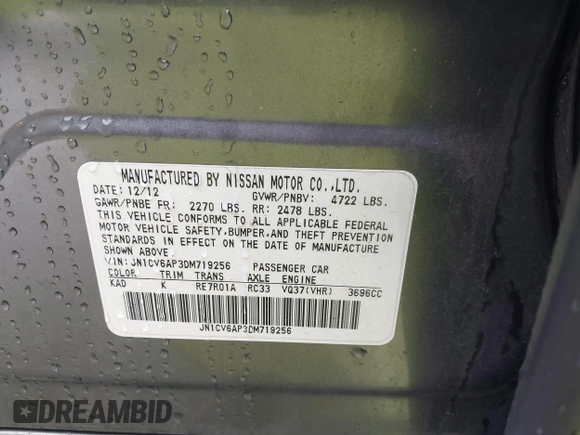 MANUFACTURED BY NISSAN MOTOR CO.,LTD.
DATE: 12/12 GVWR/PNBV: 4722 LBS.
GAWR/PNBE FR: 2270 LBS. RR: 2478 LBS.
THIS VEHICLE CONFORMS TO ALL APPLICABLE FEDERAL
MOTOR VEHICLE SAFETY,BUMPER,AND THEFT PREVENTION
STANDARDS IN EFFECT ON THE DATE OF MANUFACTURE
SHOWN ABOVE.
VIN: JN1CV6AP3DM719256 PASSENGER CAR
COLOR TRIM TRANS AXLE ENGINE
KAD K RE7R01A RC33 VQ37(VHR) 3696CC
JN1CV6AP3DM719256
DREAMBID